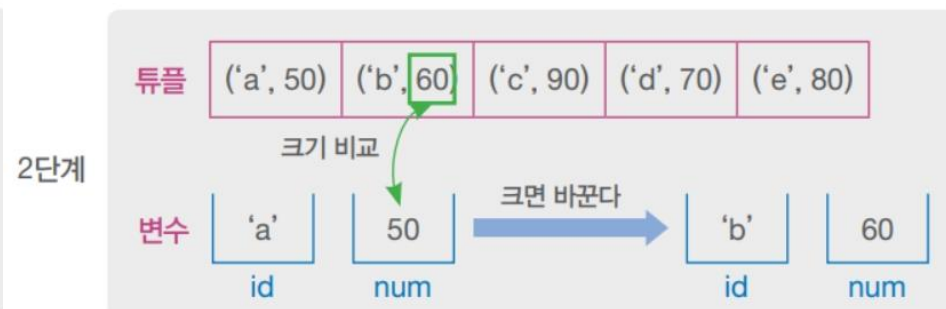 튜플 (‘a’, 50) (‘b’, 60) (‘c’, 90) (‘d’, 70) (‘e’, 80)
크기 비교
2단계
크면 바꾼다
변수 ‘a’ 50 ‘b’ 60
id num id num